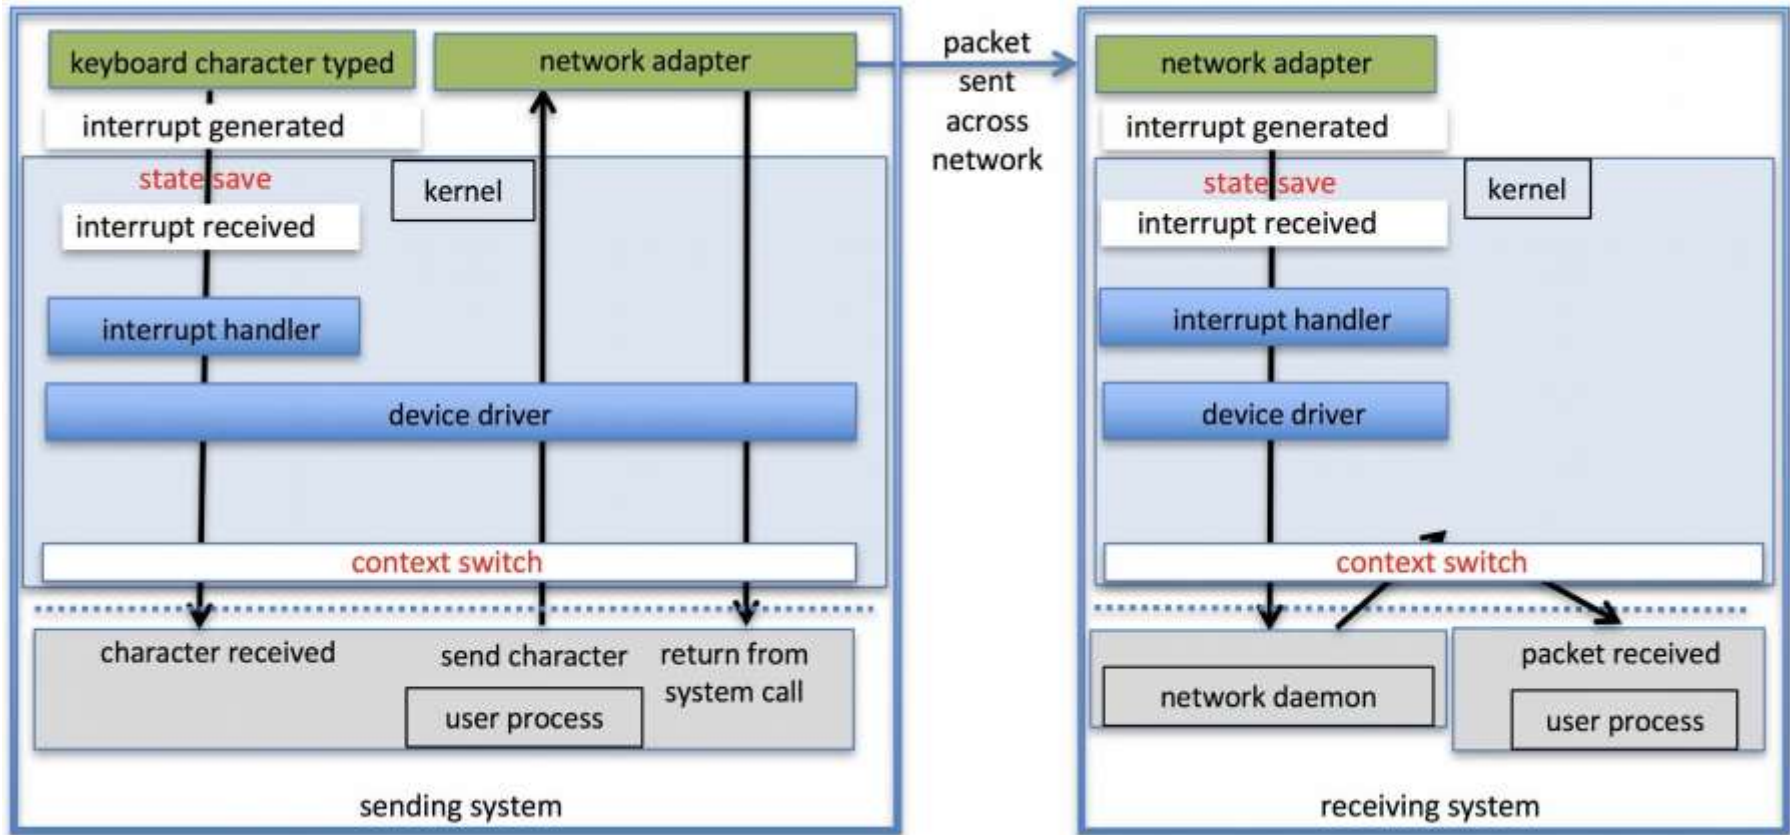 keyboard character typed
network adapter
interrupt generated
state save
kernel
interrupt received
interrupt handler
device driver
context switch
character received
send character
return from
system call
user process
sending system
packet
sent
across
network
network adapter
interrupt generated
state save
kernel
interrupt received
interrupt handler
device driver
context switch
network daemon
packet received
user process
receiving system